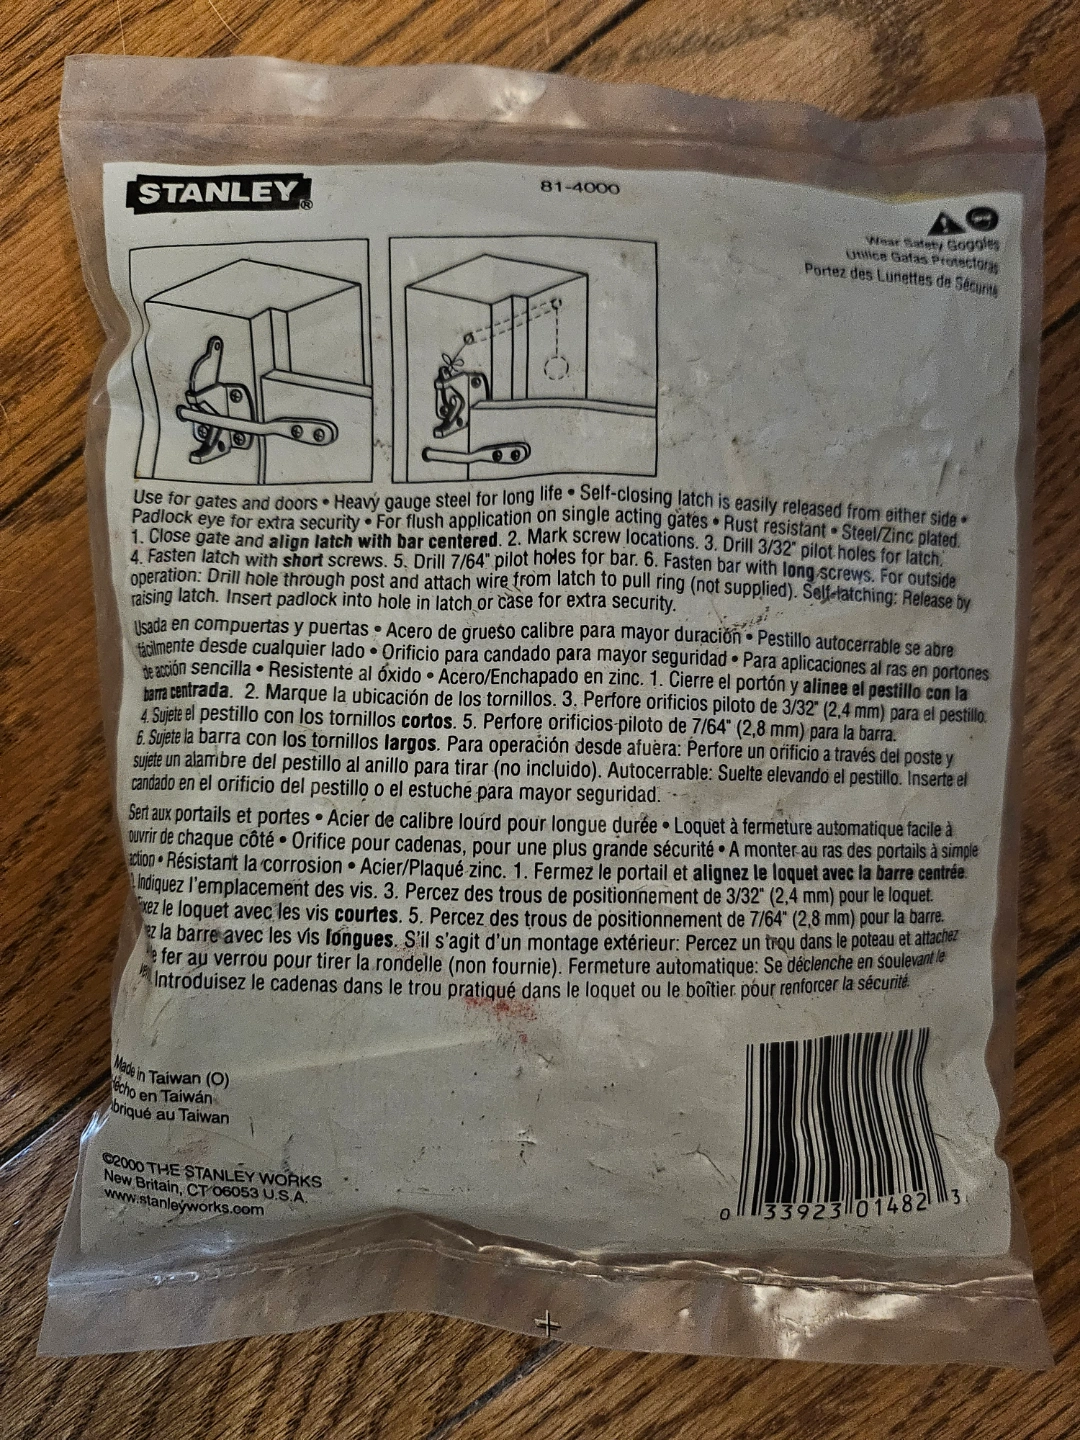 STANLEY®
81-4000
Wear Safety Goggles
Utilice Gafas Protectoras
Portez des Lunettes de Sécurité
Use for gates and doors • Heavy gauge steel for long life • Self-closing latch is easily released from either side •
Padlock eye for extra security • For flush application on single acting gates • Rust resistant • Steel/Zinc plated.
1. Close gate and align latch with bar centered. 2. Mark screw locations. 3. Drill 3/32" pilot holes for latch.
4. Fasten latch with short screws. 5. Drill 7/64" pilot holes for bar. 6. Fasten bar with long screws. For outside
operation: Drill hole through post and attach wire from latch to pull ring (not supplied). Self-latching: Release by
raising latch. Insert padlock into hole in latch or case for extra security.
Usada en compuertas y puertas • Acero de grueso calibre para mayor duración • Pestillo autocerrable se abre
fácilmente desde cualquier lado • Orificio para candado para mayor seguridad • Para aplicaciones al ras en portones
de acción sencilla • Resistente al óxido • Acero/Enchapado en zinc. 1. Cierre el portón y alinee el pestillo con la
barra centrada. 2. Marque la ubicación de los tornillos. 3. Perfore orificios piloto de 3/32" (2,4 mm) para el pestillo.
4. Sujete el pestillo con los tornillos cortos. 5. Perfore orificios piloto de 7/64" (2,8 mm) para la barra.
6. Sujete la barra con los tornillos largos. Para operación desde afuera: Perfore un orificio a través del poste y
sujete un alambre del pestillo al anillo para tirar (no incluido). Autocerrable: Suelte elevando el pestillo. Inserte el
candado en el orificio del pestillo o el estuche para mayor seguridad.
Sert aux portails et portes • Acier de calibre lourd pour longue durée • Loquet à fermeture automatique facile à
ouvrir de chaque côté • Orifice pour cadenas, pour une plus grande sécurité • A monter au ras des portails à simple
action • Résistant la corrosion • Acier/Plaqué zinc. 1. Fermez le portail et alignez le loquet avec la barre centrée.
Indiquez l'emplacement des vis. 3. Percez des trous de positionnement de 3/32" (2,4 mm) pour le loquet.
le loquet avec les vis courtes. 5. Percez des trous de positionnement de 7/64" (2,8 mm) pour la barre.
la barre avec les vis longues. S'il s'agit d'un montage extérieur: Percez un trou dans le poteau et attachez
fer au verrou pour tirer la rondelle (non fournie). Fermeture automatique: Se déclenche en soulevant le
Introduisez le cadenas dans le trou pratiqué dans le loquet ou le boîtier pour renforcer la sécurité.
Made in Taiwan (O)
en Taiwán
au Taiwan
©2000 THE STANLEY WORKS
New Britain, CT 06053 U.S.A.
www.stanleyworks.com
0 33923 01482 3